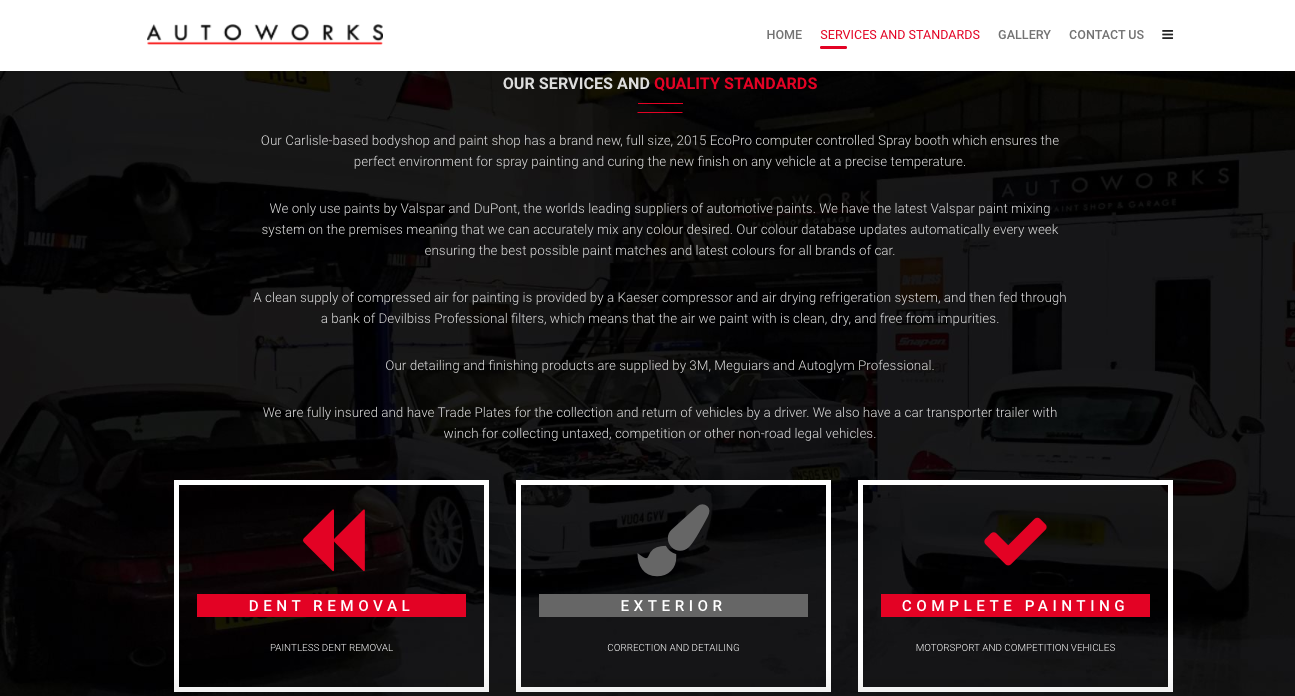 AUTOWORKS
HOME
SERVICES AND STANDARDS
GALLERY
CONTACT US
OUR SERVICES AND QUALITY STANDARDS
Our Carlisle-based bodyshop and paint shop has a brand new, full size, 2015 EcoPro computer controlled Spray booth which ensures the
perfect environment for spray painting and curing the new finish on any vehicle at a precise temperature.
We only use paints by Valspar and DuPont, the worlds leading suppliers of automotive paints. We have the latest Valspar paint mixing
system on the premises meaning that we can accurately mix any colour desired. Our colour database updates automatically every week
ensuring the best possible paint matches and latest colours for all brands of car.
A clean supply of compressed air for painting is provided by a Kaeser compressor and air drying refrigeration system, and then fed through
a bank of Devilbiss Professional filters, which means that the air we paint with is clean, dry, and free from impurities.
Our detailing and finishing products are supplied by 3M, Meguiars and Autoglym Professional.
We are fully insured and have Trade Plates for the collection and return of vehicles by a driver. We also have a car transporter trailer with
winch for collecting untaxed, competition or other non-road legal vehicles.
DENT REMOVAL
PAINTLESS DENT REMOVAL
EXTERIOR
CORRECTION AND DETAILING
COMPLETE PAINTING
MOTORSPORT AND COMPETITION VEHICLES
AUTOWORKS
PAINT SHOP & GARAGE
Snap-on
VU04 GVV